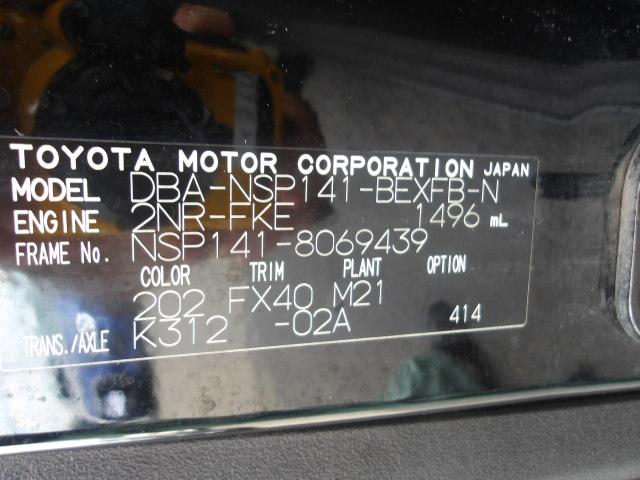 TOYOTA MOTOR CORPORATION JAPAN
MODEL DBA-NSP141-BEXFB-N
ENGINE 2NR-FKE 1496 mL
FRAME No. NSP141-8069439
COLOR TRIM PLANT OPTION
202 FX40 M21
TRANS./AXLE K312 -02A 414